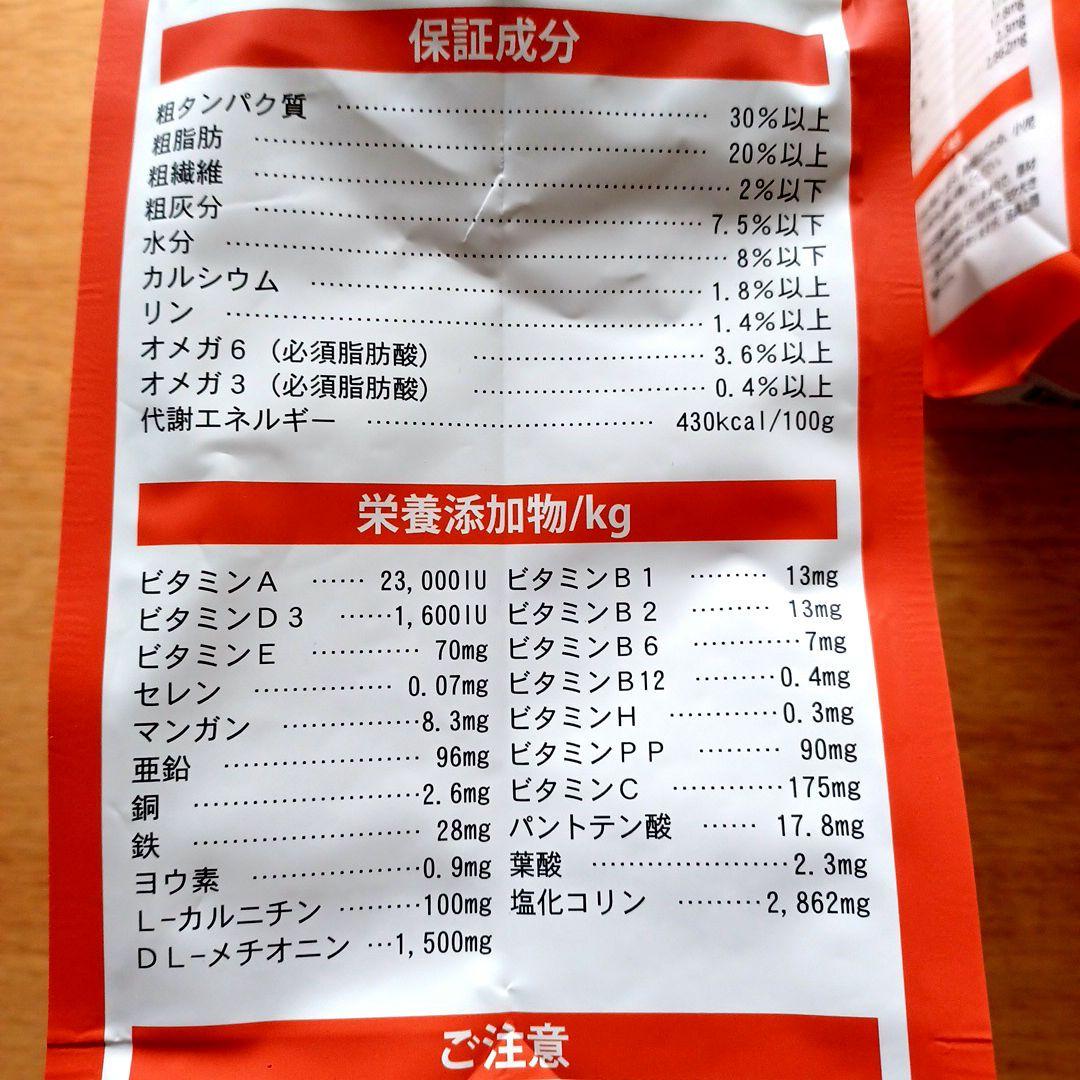 保証成分
粗タンパク質 …… 30%以上
粗脂肪 …… 20%以上
粗繊維 …… 2%以下
粗灰分 …… 7.5%以下
水分 …… 8%以下
カルシウム …… 1.8%以上
リン …… 1.4%以上
オメガ6（必須脂肪酸） …… 3.6%以上
オメガ3（必須脂肪酸） …… 0.4%以上
代謝エネルギー …… 430kcal/100g
栄養添加物/kg
ビタミンA …… 23,000IU
ビタミンD3 ……1,600IU
ビタミンE …… 70mg
セレン …… 0.07mg
マンガン ……8.3mg
亜鉛 …… 96mg
銅 ……2.6mg
鉄 …… 28mg
ヨウ素 ……0.9mg
L-カルニチン ……100mg
DL-メチオニン …1,500mg
ビタミンB1 …… 13mg
ビタミンB2 …… 13mg
ビタミンB6 ……7mg
ビタミンB12 ……0.4mg
ビタミンH ……0.3mg
ビタミンPP …… 90mg
ビタミンC ……175mg
パントテン酸 …… 17.8mg
葉酸 ……2.3mg
塩化コリン ……2,862mg
ご注意